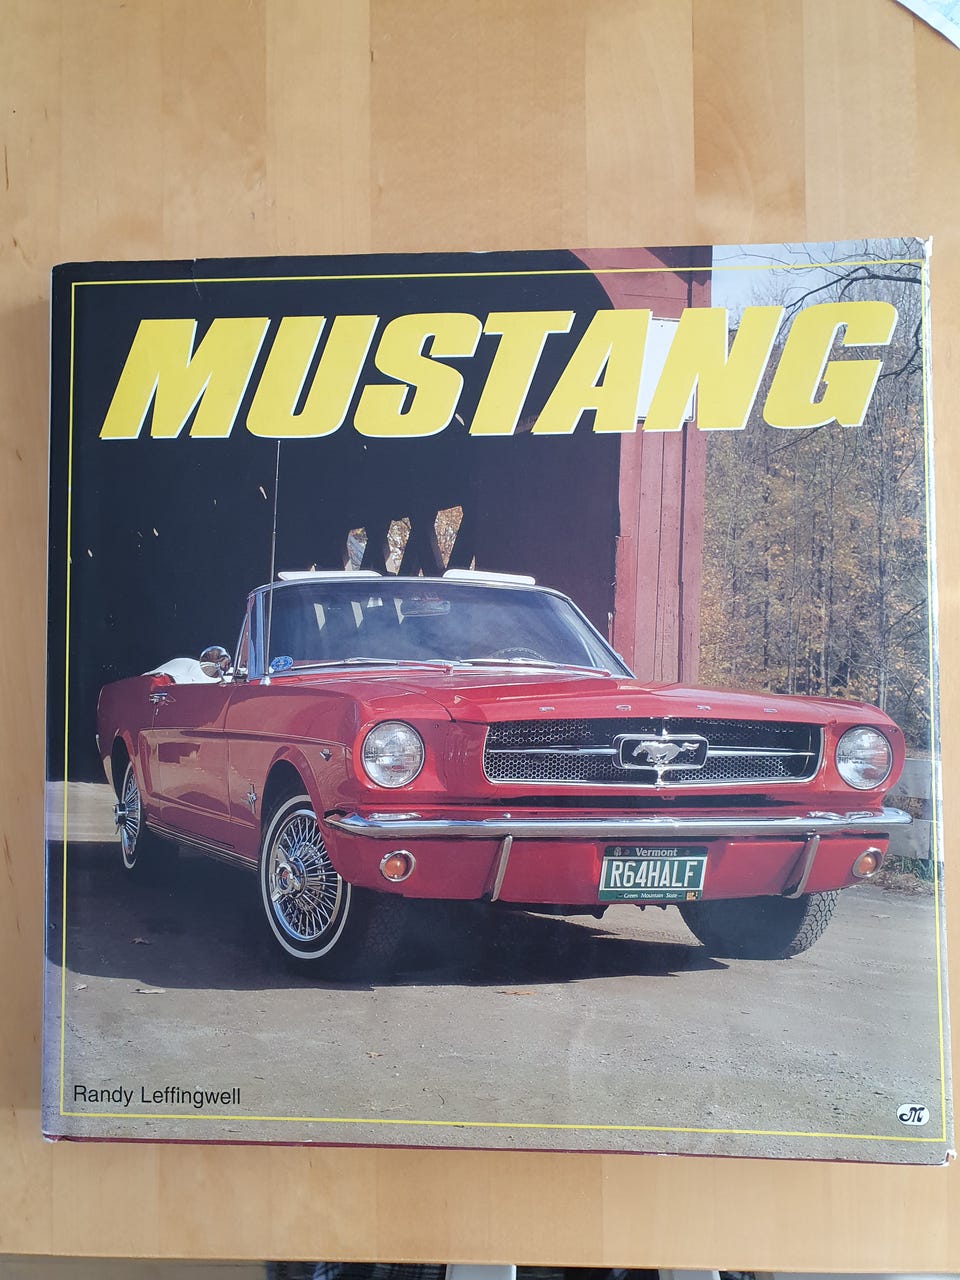 MUSTANG
FORD
Vermont
R64HALF
Green Mountain State
Randy Leffingwell
M